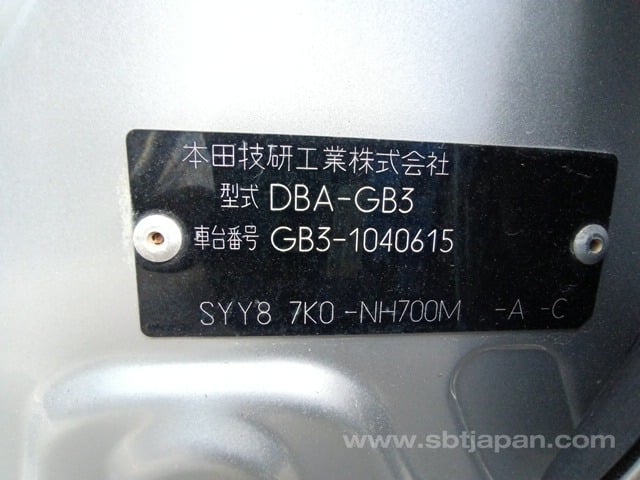 本田技研工業株式会社
型式 DBA-GB3
車台番号 GB3-1040615
SYY8 7K0 -NH700M -A -C
www.sbtjapan.com